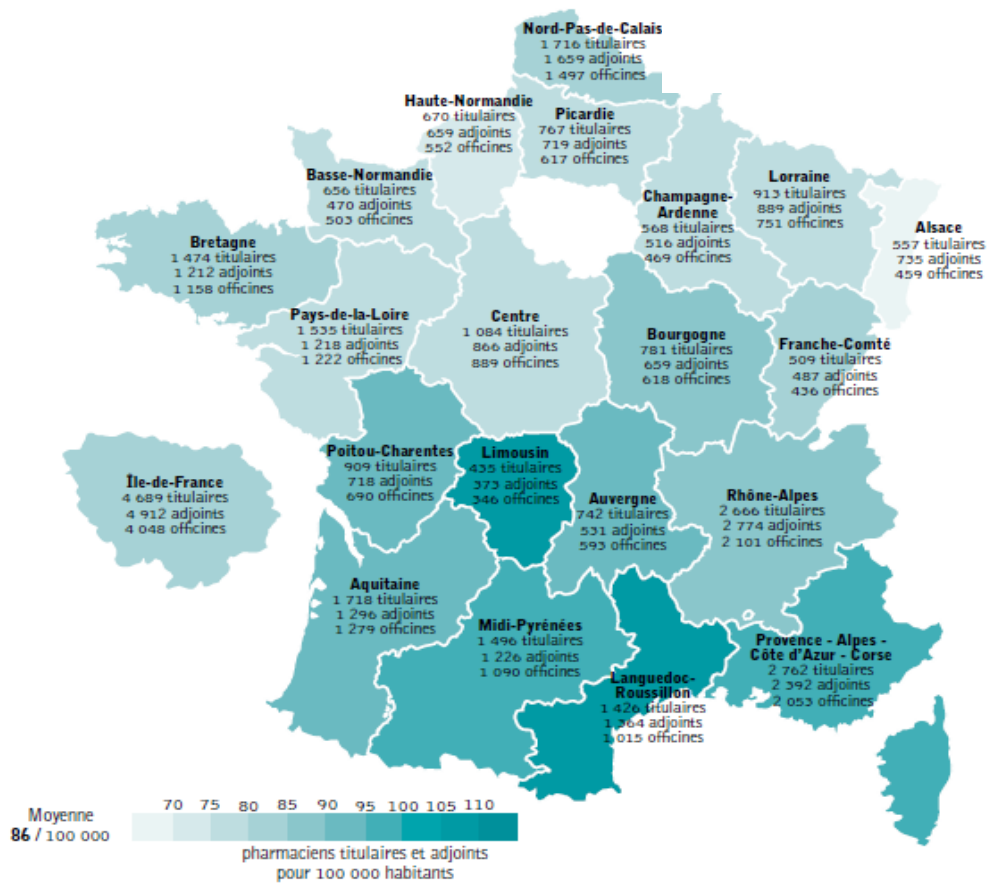 Nord-Pas-de-Calais
1 716 titulaires
1 659 adjoints
1 497 officines
Haute-Normandie
670 titulaires
659 adjoints
552 officines
Picardie
767 titulaires
719 adjoints
617 officines
Basse-Normandie
656 titulaires
470 adjoints
503 officines
Champagne-
Ardenne
568 titulaires
516 adjoints
469 officines
Lorraine
913 titulaires
889 adjoints
751 officines
Alsace
557 titulaires
735 adjoints
459 officines
Bretagne
1 474 titulaires
1 212 adjoints
1 158 officines
Pays-de-la-Loire
1 535 titulaires
1 218 adjoints
1 222 officines
Centre
1 084 titulaires
866 adjoints
889 officines
Bourgogne
781 titulaires
659 adjoints
618 officines
Franche-Comté
509 titulaires
487 adjoints
436 officines
Poitou-Charentes
909 titulaires
718 adjoints
690 officines
Limousin
435 titulaires
373 adjoints
346 officines
Île-de-France
4 689 titulaires
4 912 adjoints
4 048 officines
Auvergne
742 titulaires
531 adjoints
593 officines
Rhône-Alpes
2 666 titulaires
2 774 adjoints
2 101 officines
Aquitaine
1 718 titulaires
1 296 adjoints
1 279 officines
Midi-Pyrénées
1 496 titulaires
1 226 adjoints
1 090 officines
Provence - Alpes -
Côte d'Azur - Corse
2 762 titulaires
2 392 adjoints
2 053 officines
Languedoc-
Roussillon
1 426 titulaires
1 364 adjoints
1 015 officines
70 75 80 85 90 95 100 105 110
Moyenne
86 / 100 000
pharmaciens titulaires et adjoints
pour 100 000 habitants